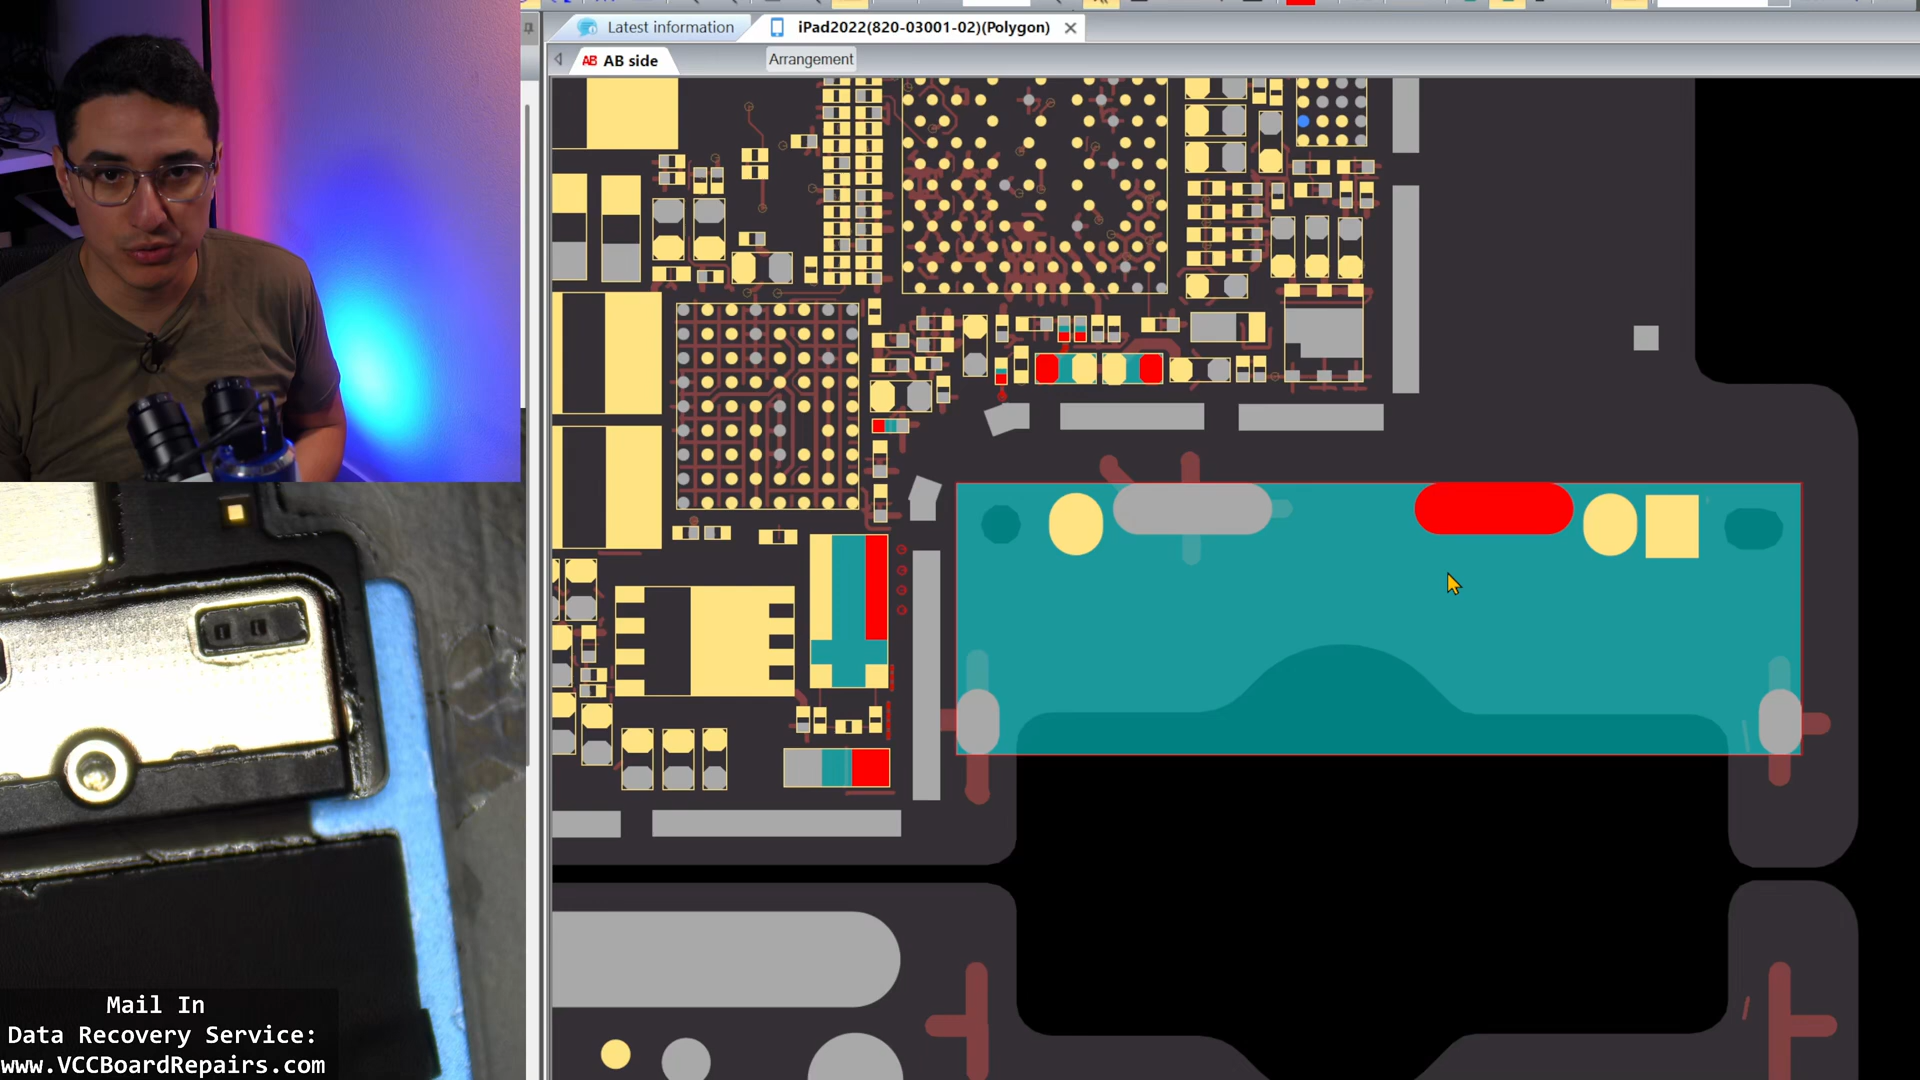 Latest information
iPad2022(820-03001-02)(Polygon)
AB AB side
Arrangement
Mail In
Data Recovery Service:
www.VCCBoardRepairs.com